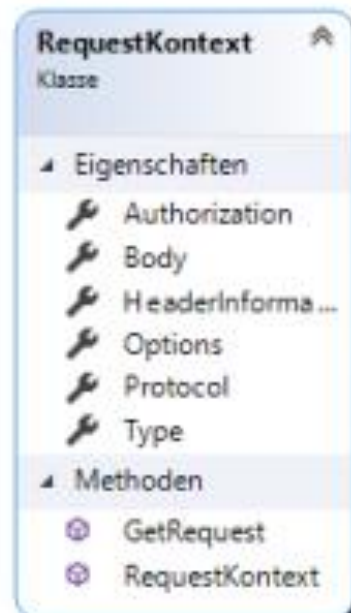 RequestKontext
Klasse
Eigenschaften
Authorization
Body
HeaderInforma ...
Options
Protocol
Type
Methoden
GetRequest
RequestKontext